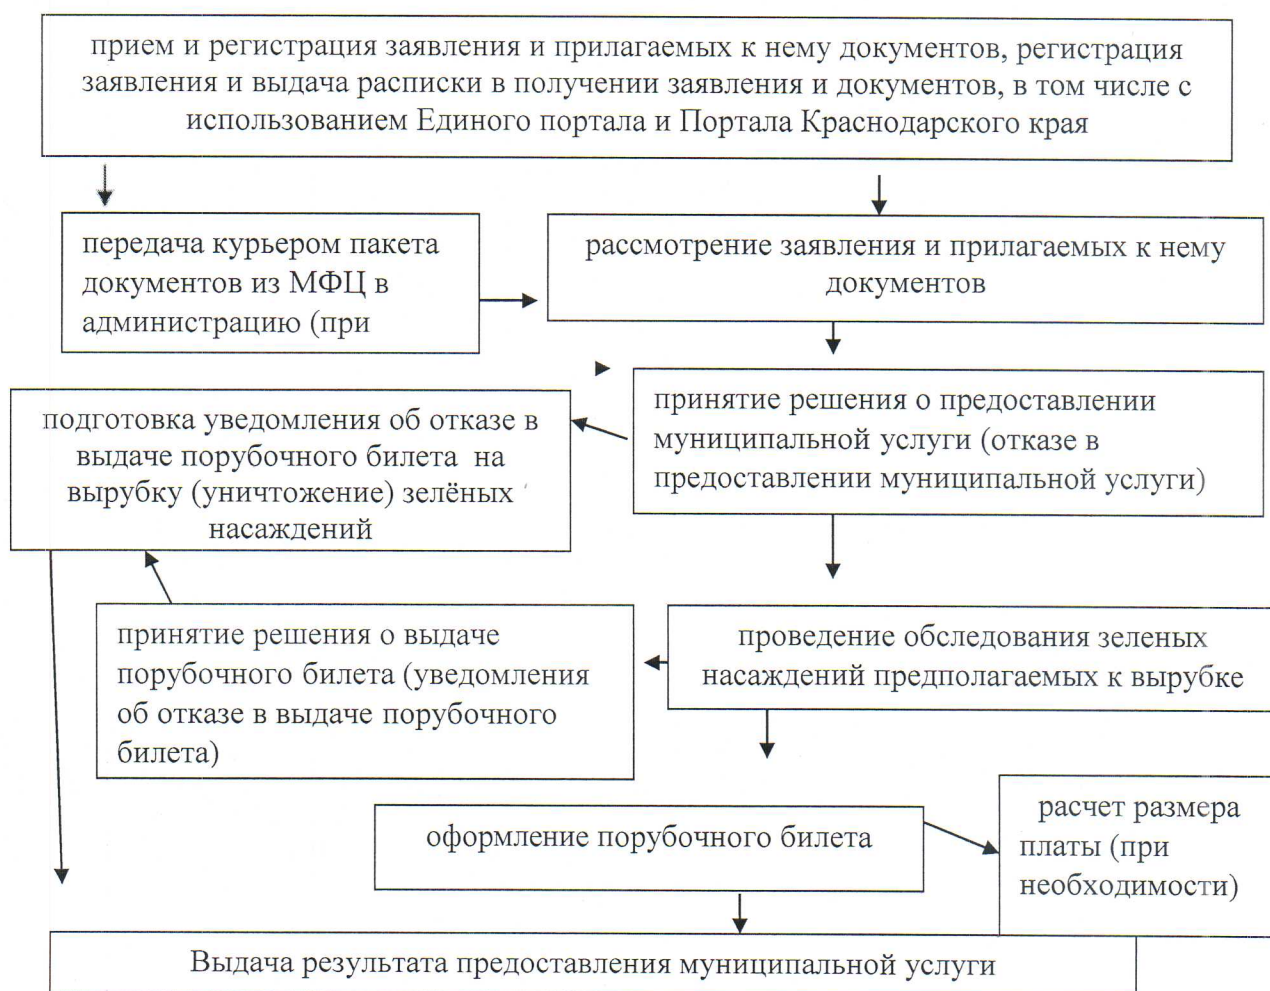 прием и регистрация заявления и прилагаемых к нему документов, регистрация
заявления и выдача расписки в получении заявления и документов, в том числе с
использованием Единого портала и Портала Краснодарского края
передача курьером пакета
документов из МФЦ в
администрацию (при
рассмотрение заявления и прилагаемых к нему
документов
принятие решения о предоставлении
муниципальной услуги (отказе в
предоставлении муниципальной услуги)
подготовка уведомления об отказе в
выдаче порубочного билета на
вырубку (уничтожение) зелёных
насаждений
принятие решения о выдаче
порубочного билета (уведомления
об отказе в выдаче порубочного
билета)
проведение обследования зеленых
насаждений предполагаемых к вырубке
оформление порубочного билета
расчет размера
платы (при
необходимости)
Выдача результата предоставления муниципальной услуги